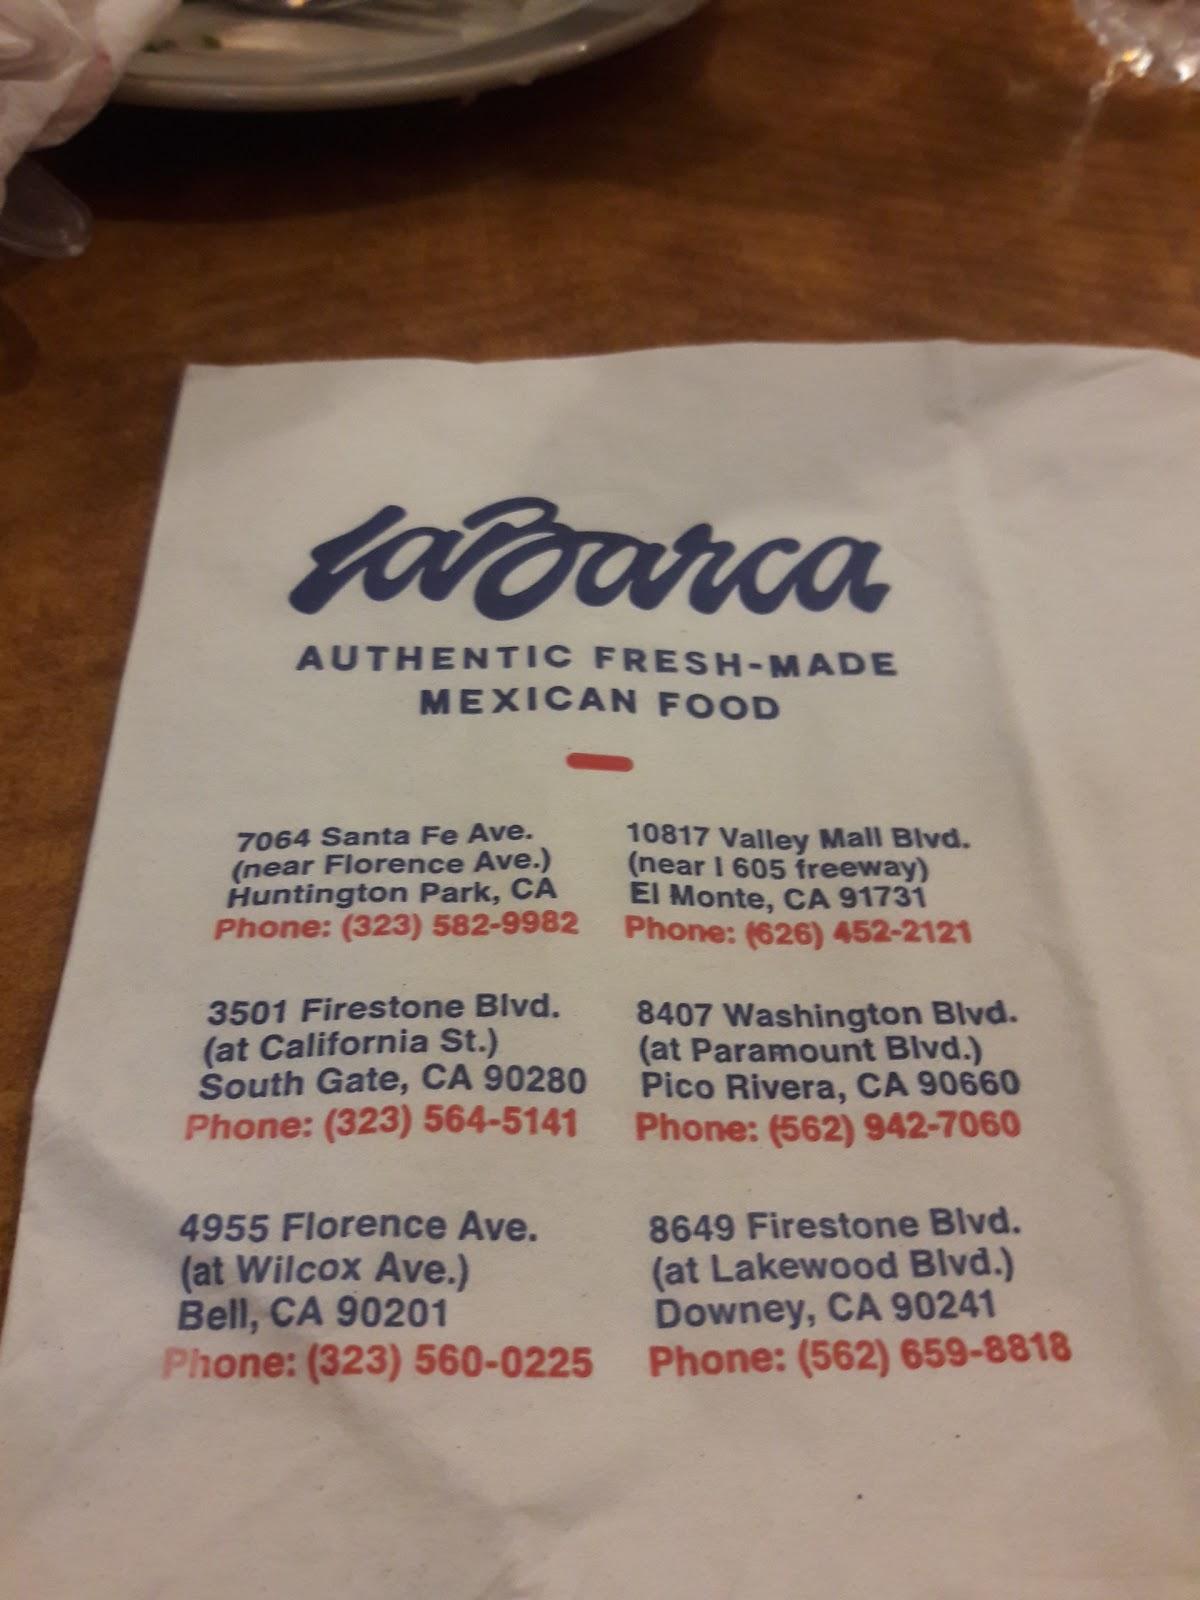 La Barca
AUTHENTIC FRESH-MADE
MEXICAN FOOD
7064 Santa Fe Ave.
(near Florence Ave.)
Huntington Park, CA
Phone: (323) 582-9982
10817 Valley Mall Blvd.
(near I 605 freeway)
El Monte, CA 91731
Phone: (626) 452-2121
3501 Firestone Blvd.
(at California St.)
South Gate, CA 90280
Phone: (323) 564-5141
8407 Washington Blvd.
(at Paramount Blvd.)
Pico Rivera, CA 90660
Phone: (562) 942-7060
4955 Florence Ave.
(at Wilcox Ave.)
Bell, CA 90201
Phone: (323) 560-0225
8649 Firestone Blvd.
(at Lakewood Blvd.)
Downey, CA 90241
Phone: (562) 659-8818